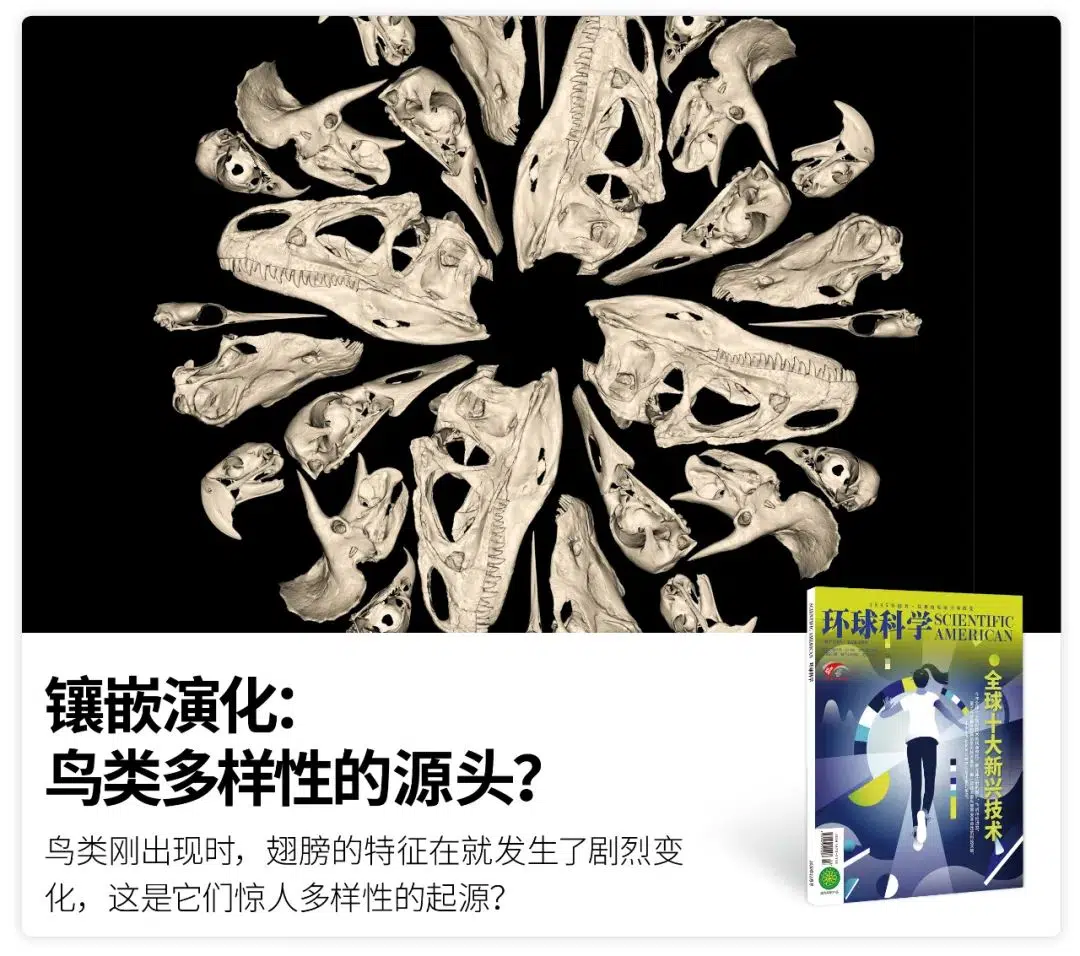 镶嵌演化：
鸟类多样性的源头？
鸟类刚出现时，翅膀的特征在就发生了剧烈变
化，这是它们惊人多样性的起源？
环球科学
SCIENTIFIC
AMERICAN
全球十大新兴技术